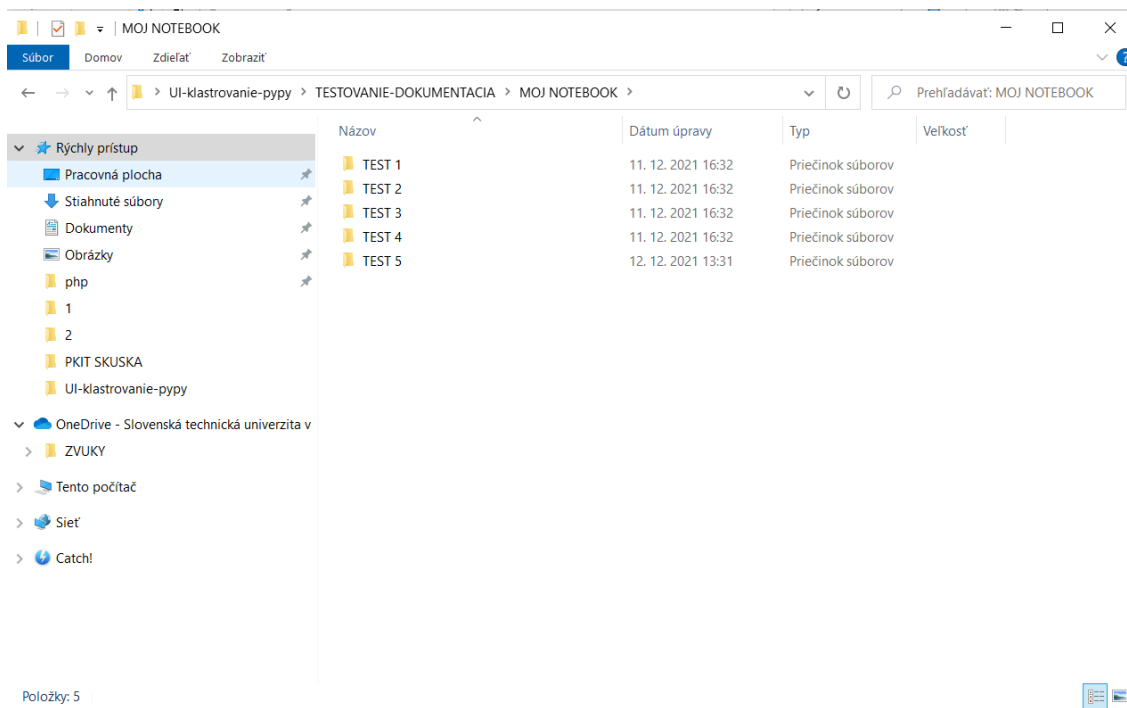 MOJ NOTEBOOK
Súbor Domov Zdieľať Zobraziť
UI-klastrovanie-pypy TESTOVANIE-DOKUMENTACIA MOJ NOTEBOOK Prehľadávať: MOJ NOTEBOOK
Názov Dátum úpravy Typ Veľkosť
Rýchly prístup
Pracovná plocha
Stiahnuté súbory
Dokumenty
Obrázky
php
1
2
PKIT SKUSKA
UI-klastrovanie-pypy
OneDrive - Slovenská technická univerzita v
ZVUKY
Tento počítač
Sieť
Catch!
TEST 1 11. 12. 2021 16:32 Priečinok súborov
TEST 2 11. 12. 2021 16:32 Priečinok súborov
TEST 3 11. 12. 2021 16:32 Priečinok súborov
TEST 4 11. 12. 2021 16:32 Priečinok súborov
TEST 5 12. 12. 2021 13:31 Priečinok súborov
Položky: 5